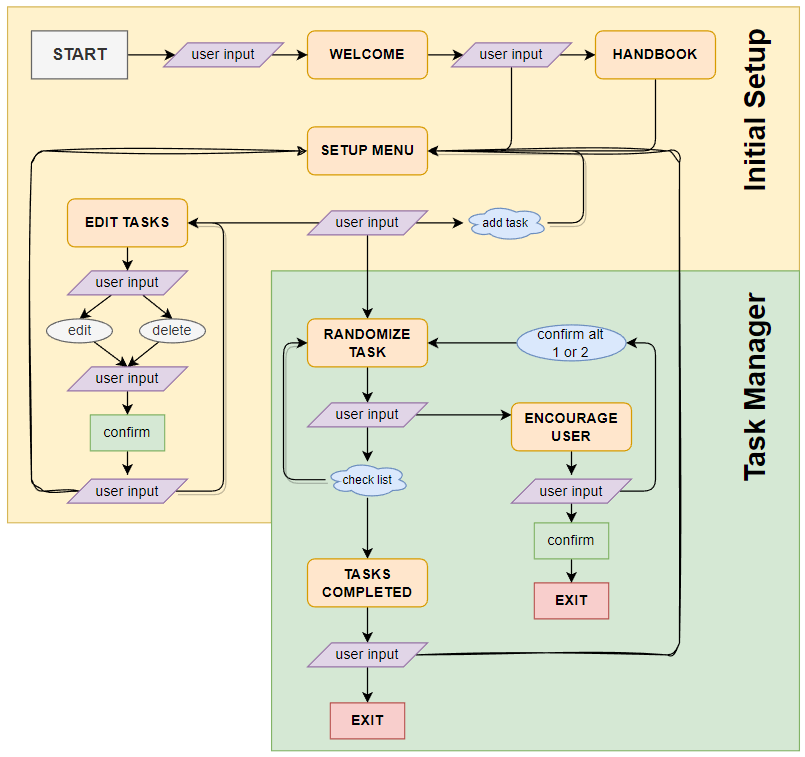 START
user input
WELCOME
user input
HANDBOOK
Initial Setup
SETUP MENU
EDIT TASKS
user input
add task
user input
edit
delete
user input
confirm
user input
Task Manager
RANDOMIZE
TASK
confirm alt
1 or 2
user input
ENCOURAGE
USER
check list
user input
confirm
TASKS
COMPLETED
EXIT
user input
EXIT